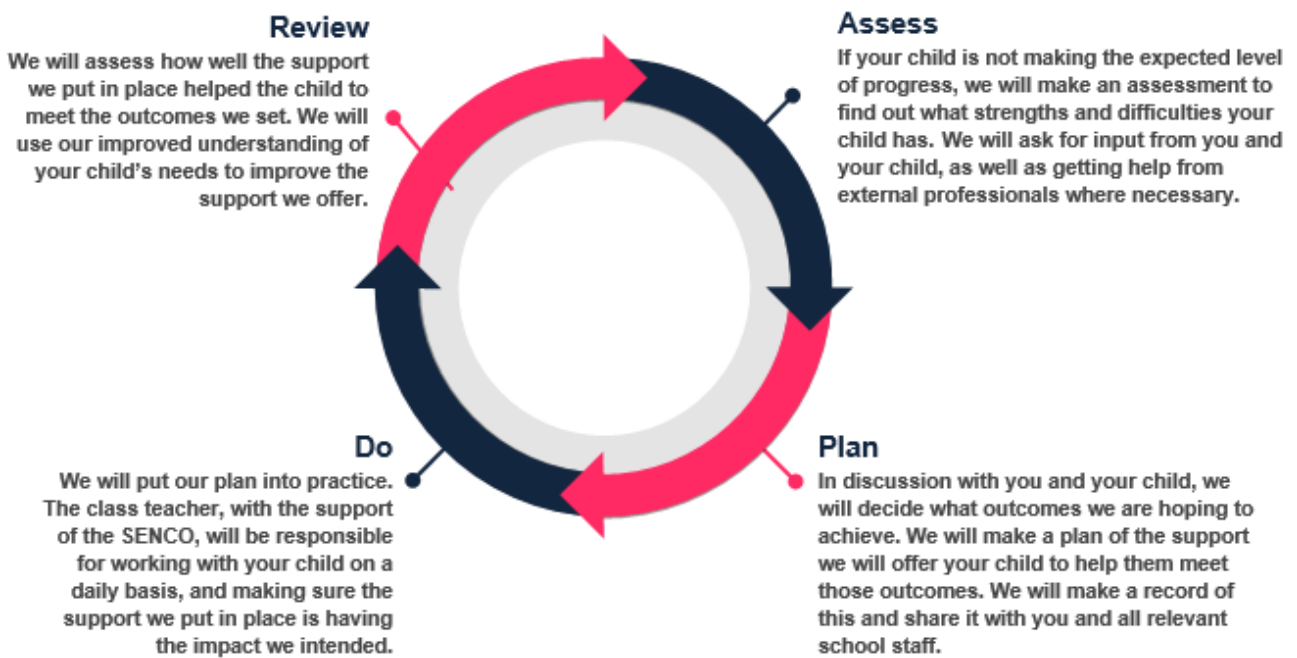 Review
We will assess how well the support
we put in place helped the child to
meet the outcomes we set. We will
use our improved understanding of
your child's needs to improve the
support we offer.
Assess
If your child is not making the expected level
of progress, we will make an assessment to
find out what strengths and difficulties your
child has. We will ask for input from you and
your child, as well as getting help from
external professionals where necessary.
Do
We will put our plan into practice.
The class teacher, with the support
of the SENCO, will be responsible
for working with your child on a
daily basis, and making sure the
support we put in place is having
the impact we intended.
Plan
In discussion with you and your child, we
will decide what outcomes we are hoping to
achieve. We will make a plan of the support
we will offer your child to help them meet
those outcomes. We will make a record of
this and share it with you and all relevant
school staff.